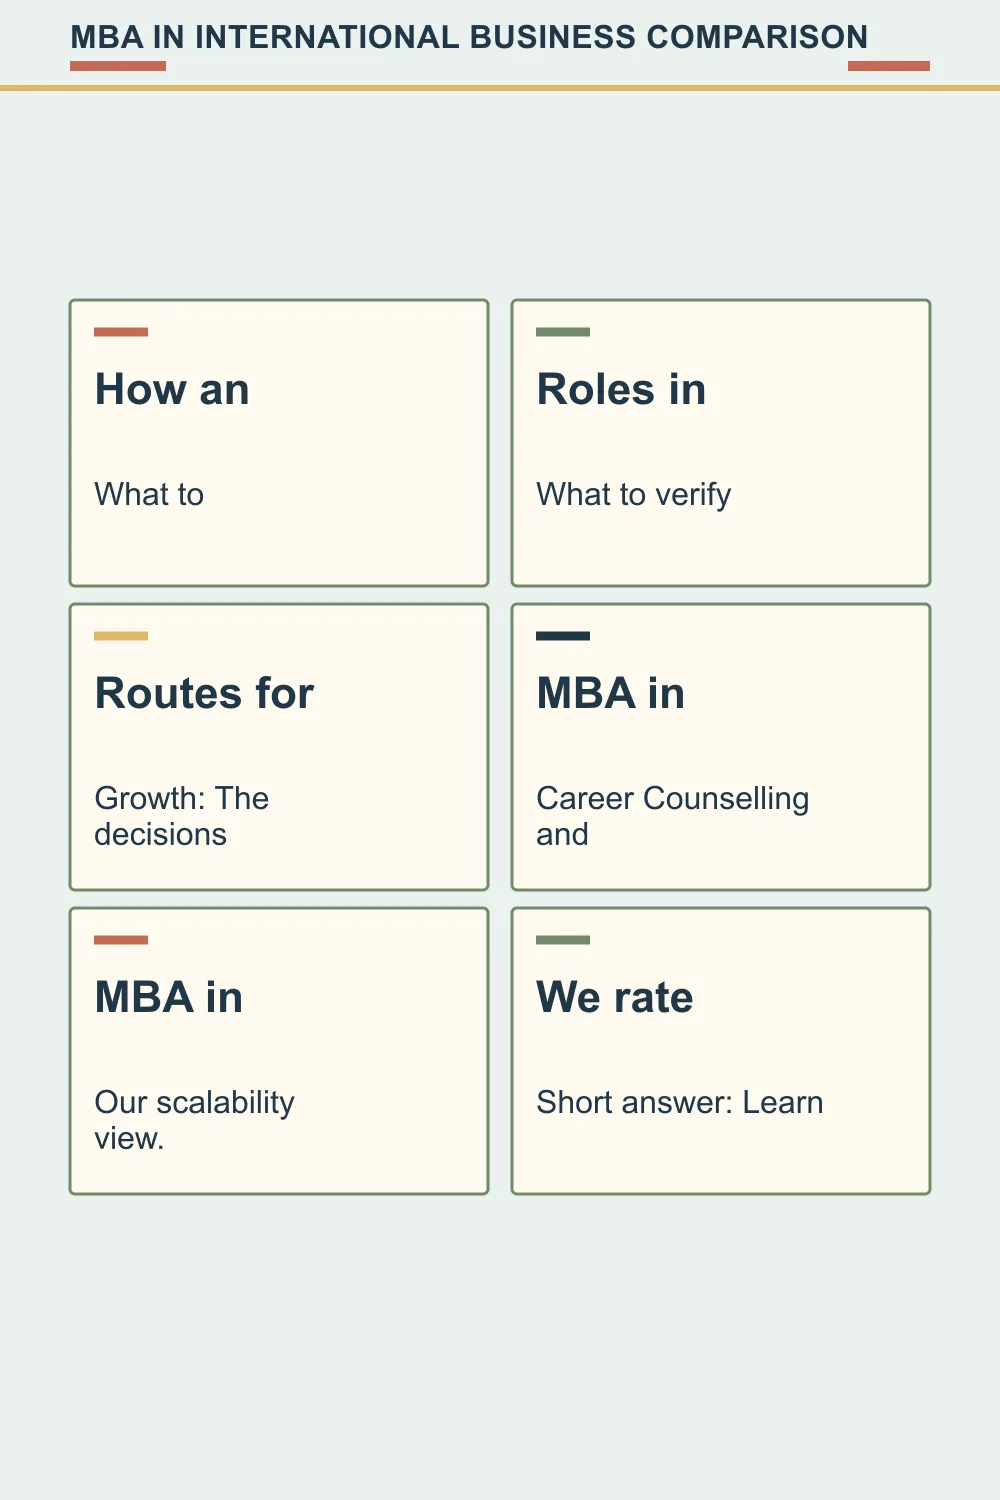 MBA IN INTERNATIONAL BUSINESS COMPARISON
How an
What to
Roles in
What to verify
Routes for
Growth: The
decisions
MBA in
Career Counselling
and
MBA in
Our scalability
view.
We rate
Short answer: Learn